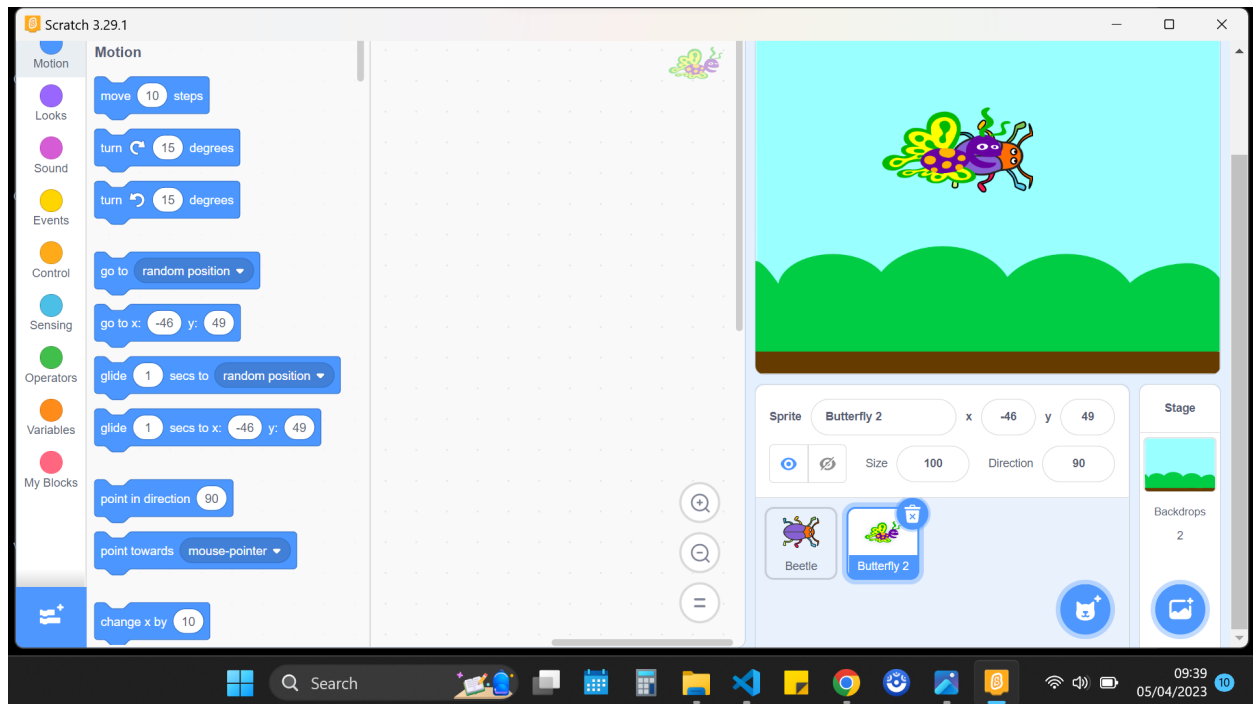 Scratch 3.29.1
Motion
Looks
Sound
Events
Control
Sensing
Operators
Variables
My Blocks
Motion
move 10 steps
turn 15 degrees
turn 15 degrees
go to random position
go to x: -46 y: 49
glide 1 secs to random position
glide 1 secs to x: -46 y: 49
point in direction 90
point towards mouse-pointer
change x by 10
Sprite Butterfly 2 x -46 y 49
Size 100 Direction 90
Beetle
Butterfly 2
Stage
Backdrops
2
Search
09:39
05/04/2023
10